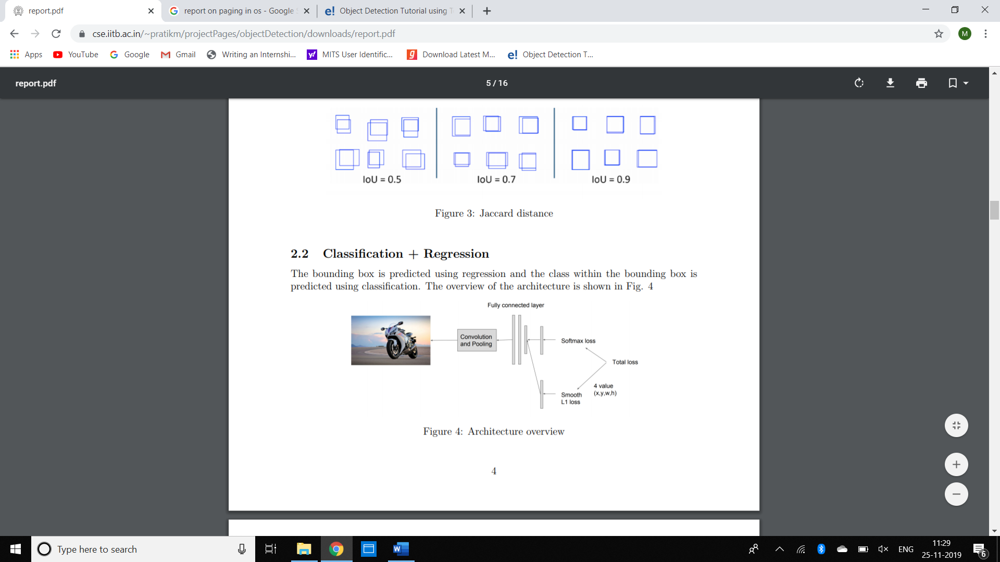 report.pdf
report on paging in os - Google
Object Detection Tutorial using
cse.iitb.ac.in/~pratikm/projectPages/objectDetection/downloads/report.pdf
M
Apps
YouTube
Google
Gmail
Writing an Internshi...
MITS User Identific...
Download Latest M...
Object Detection T...
report.pdf
5 / 16
IoU = 0.5
IoU = 0.7
IoU = 0.9
Figure 3: Jaccard distance
2.2 Classification + Regression
The bounding box is predicted using regression and the class within the bounding box is
predicted using classification. The overview of the architecture is shown in Fig. 4
Fully connected layer
Convolution
and Pooling
Softmax loss
Total loss
4 value
(x,y,w,h)
Smooth
L1 loss
Figure 4: Architecture overview
4
Type here to search
W
ENG
11:29
25-11-2019
6